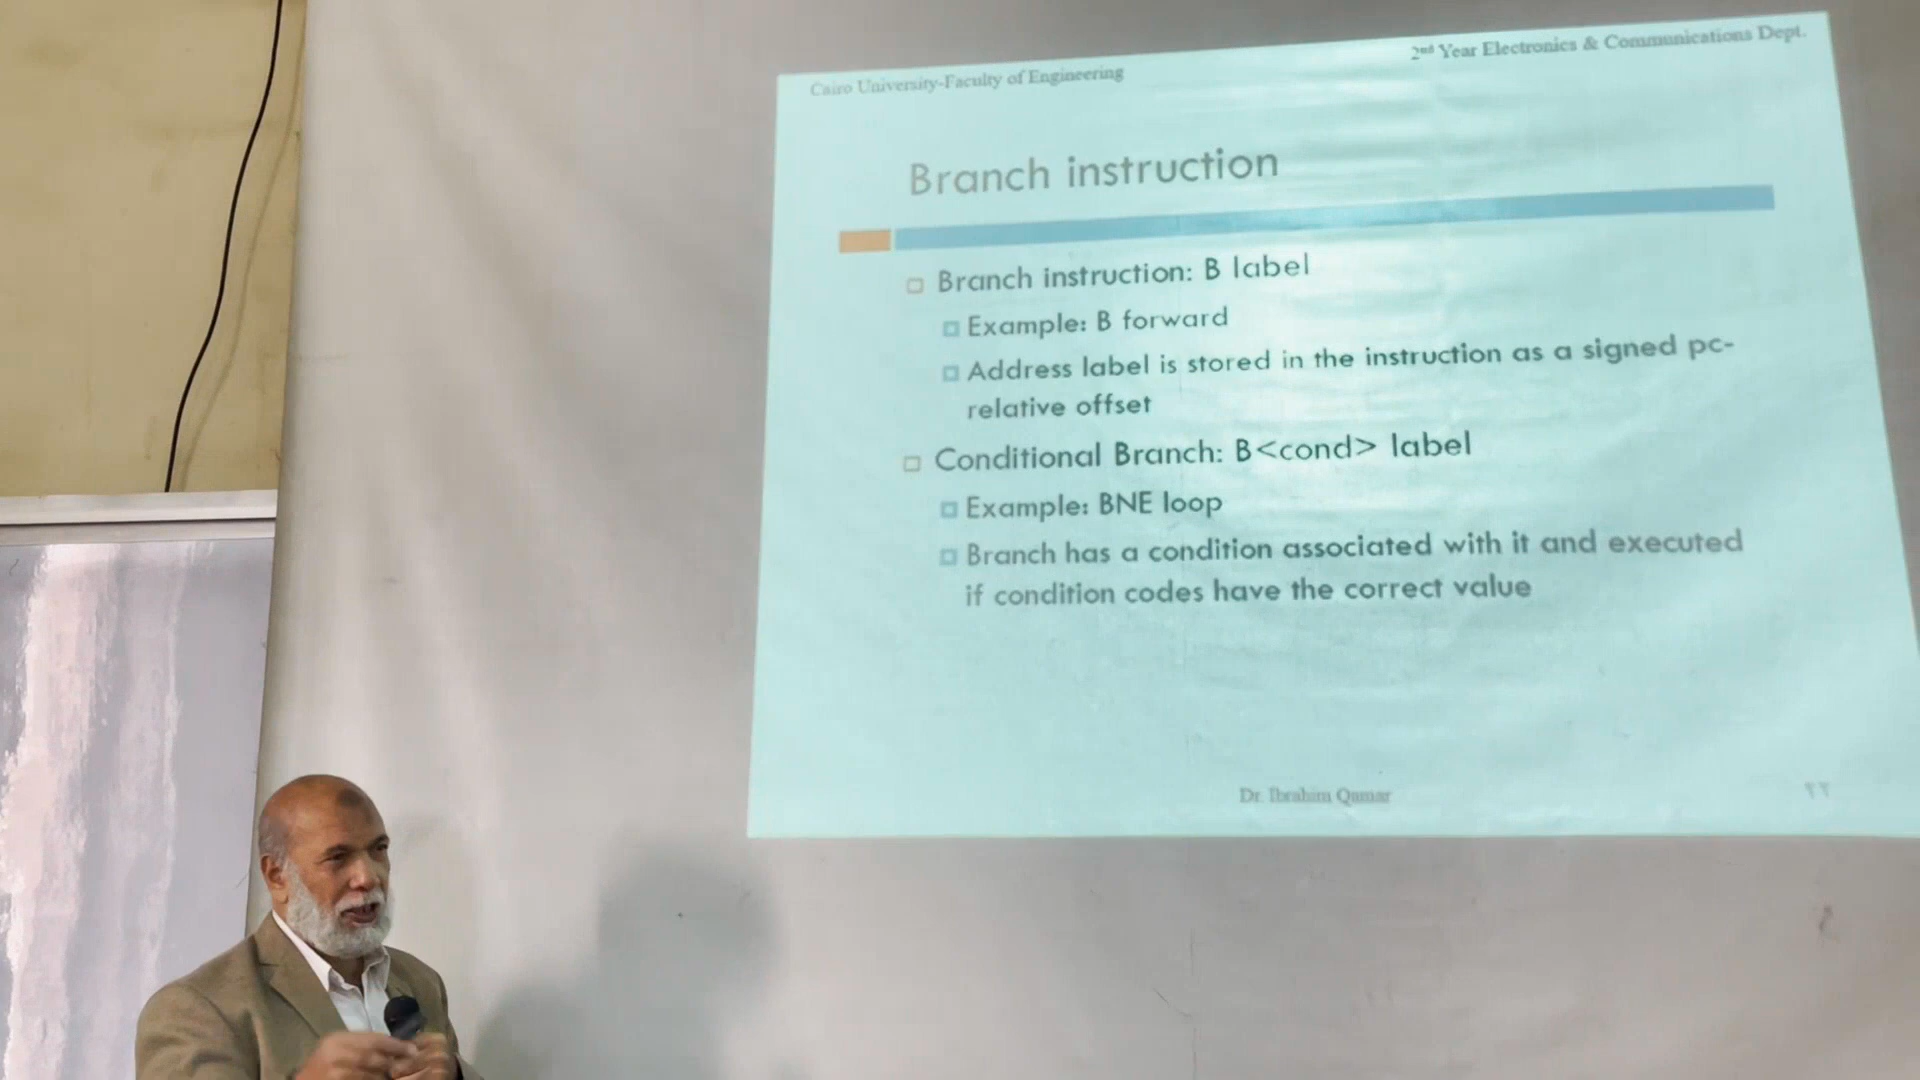 Cairo University-Faculty of Engineering
2nd Year Electronics & Communications Dept.
Branch instruction
Branch instruction: B label
Example: B forward
Address label is stored in the instruction as a signed pc-
relative offset
Conditional Branch: B<cond> label
Example: BNE loop
Branch has a condition associated with it and executed
if condition codes have the correct value
Dr. Ibrahim Qamar
٢٢